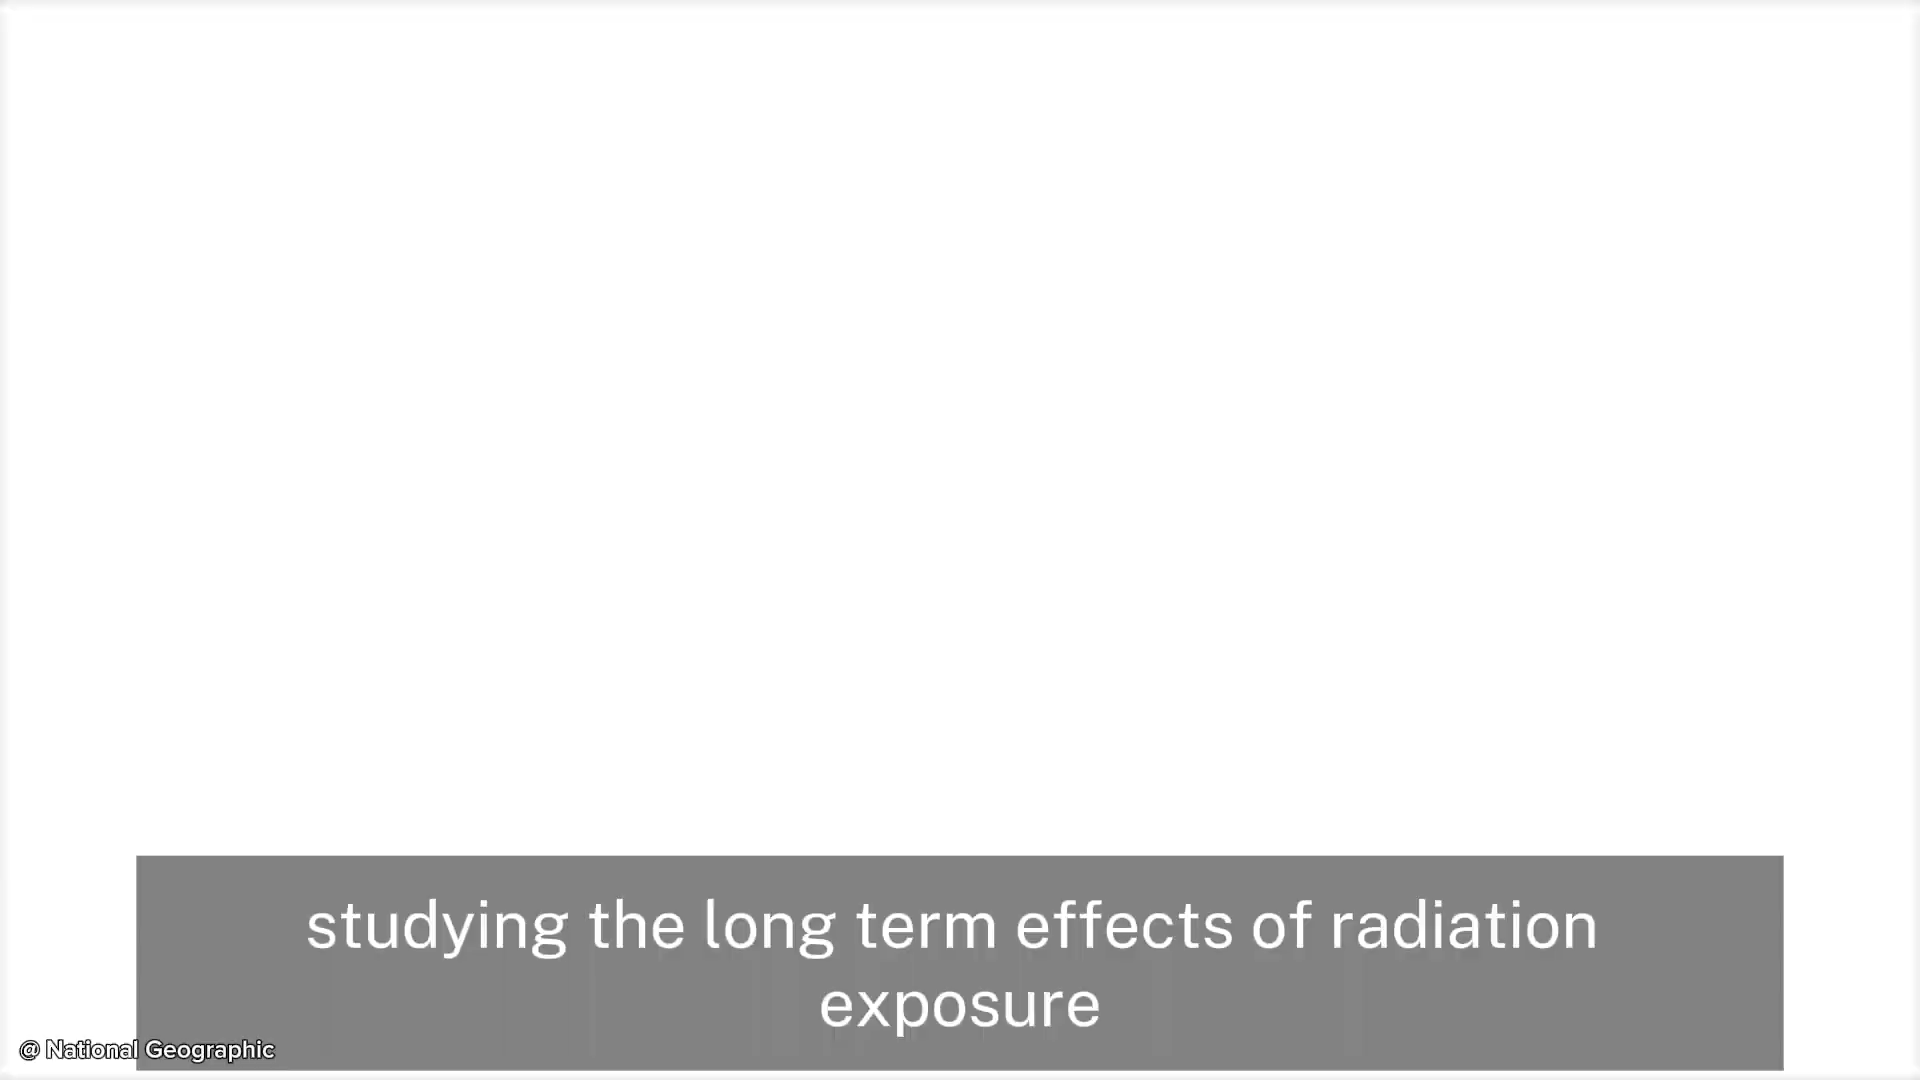 studying the long term effects of radiation
exposure
@ National Geographic